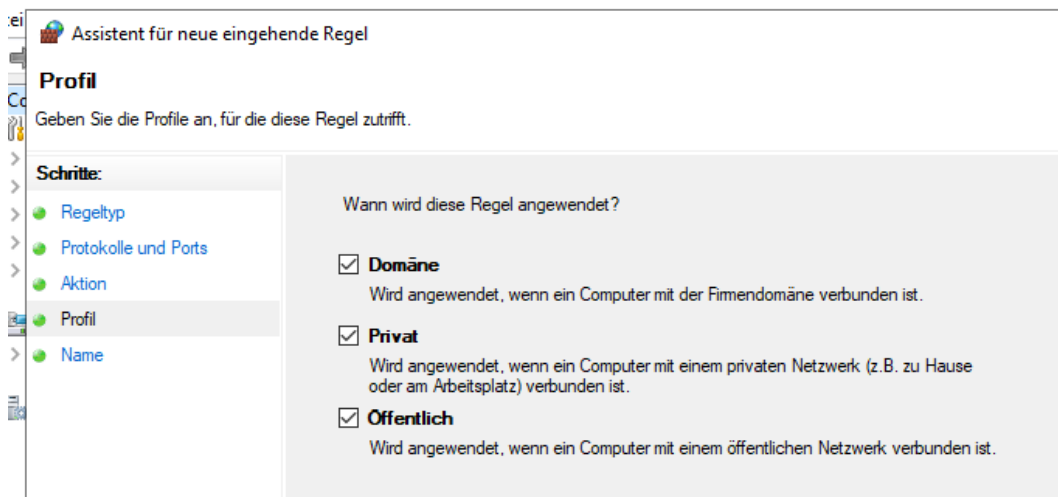 Assistent für neue eingehende Regel
Profil
Geben Sie die Profile an, für die diese Regel zutrifft.
Schritte:
Regeltyp
Protokolle und Ports
Aktion
Profil
Name
Wann wird diese Regel angewendet?
Domäne
Wird angewendet, wenn ein Computer mit der Firmendomäne verbunden ist.
Privat
Wird angewendet, wenn ein Computer mit einem privaten Netzwerk (z.B. zu Hause
oder am Arbeitsplatz) verbunden ist.
Öffentlich
Wird angewendet, wenn ein Computer mit einem öffentlichen Netzwerk verbunden ist.